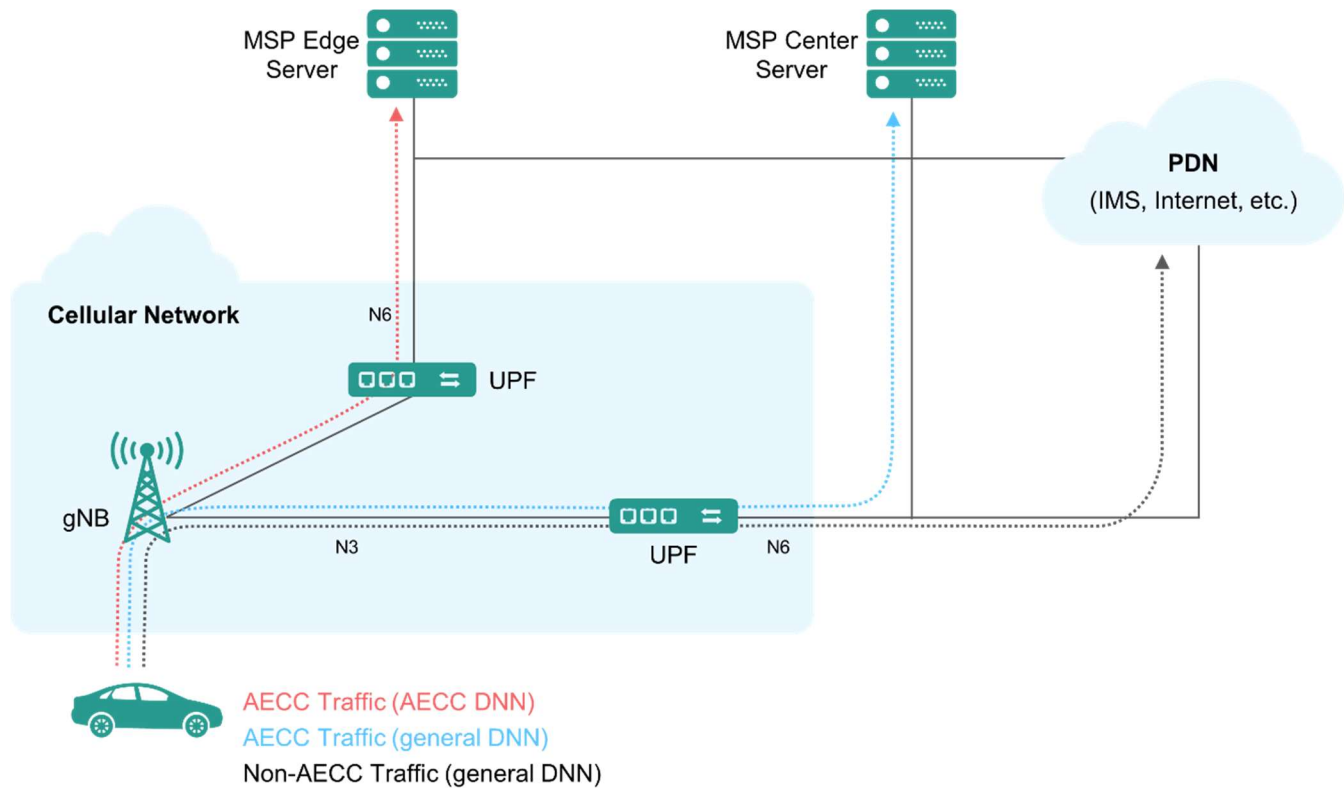 MSP Edge
Server
MSP Center
Server
PDN
(IMS, Internet, etc.)
Cellular Network
N6
UPF
gNB
N3
UPF
N6
AECC Traffic (AECC DNN)
AECC Traffic (general DNN)
Non-AECC Traffic (general DNN)